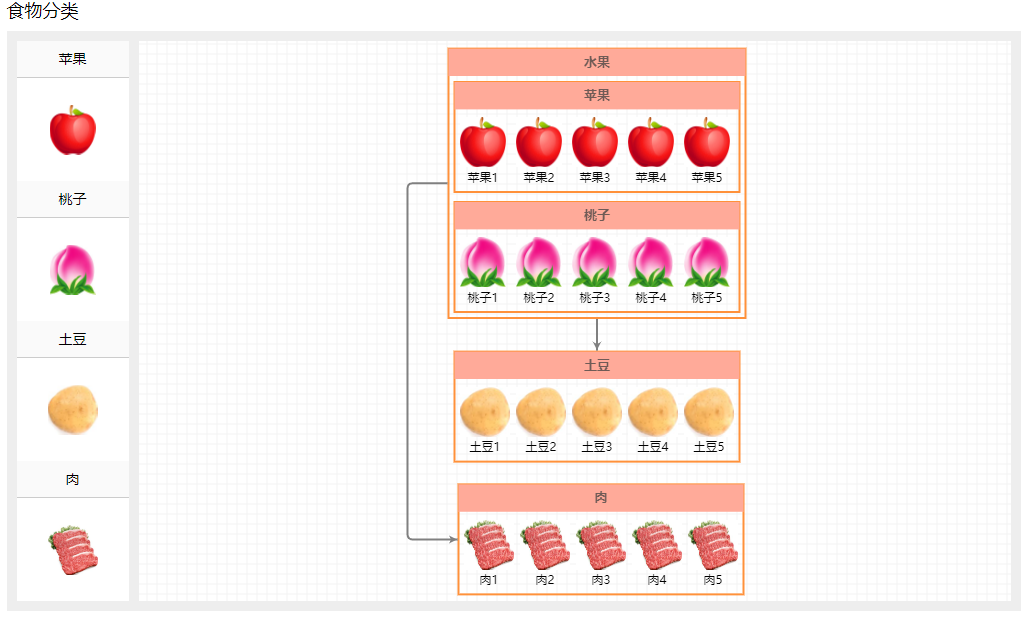 食物分类
苹果
桃子
土豆
肉
水果
苹果
苹果1 苹果2 苹果3 苹果4 苹果5
桃子
桃子1 桃子2 桃子3 桃子4 桃子5
土豆
土豆1 土豆2 土豆3 土豆4 土豆5
肉
肉1 肉2 肉3 肉4 肉5